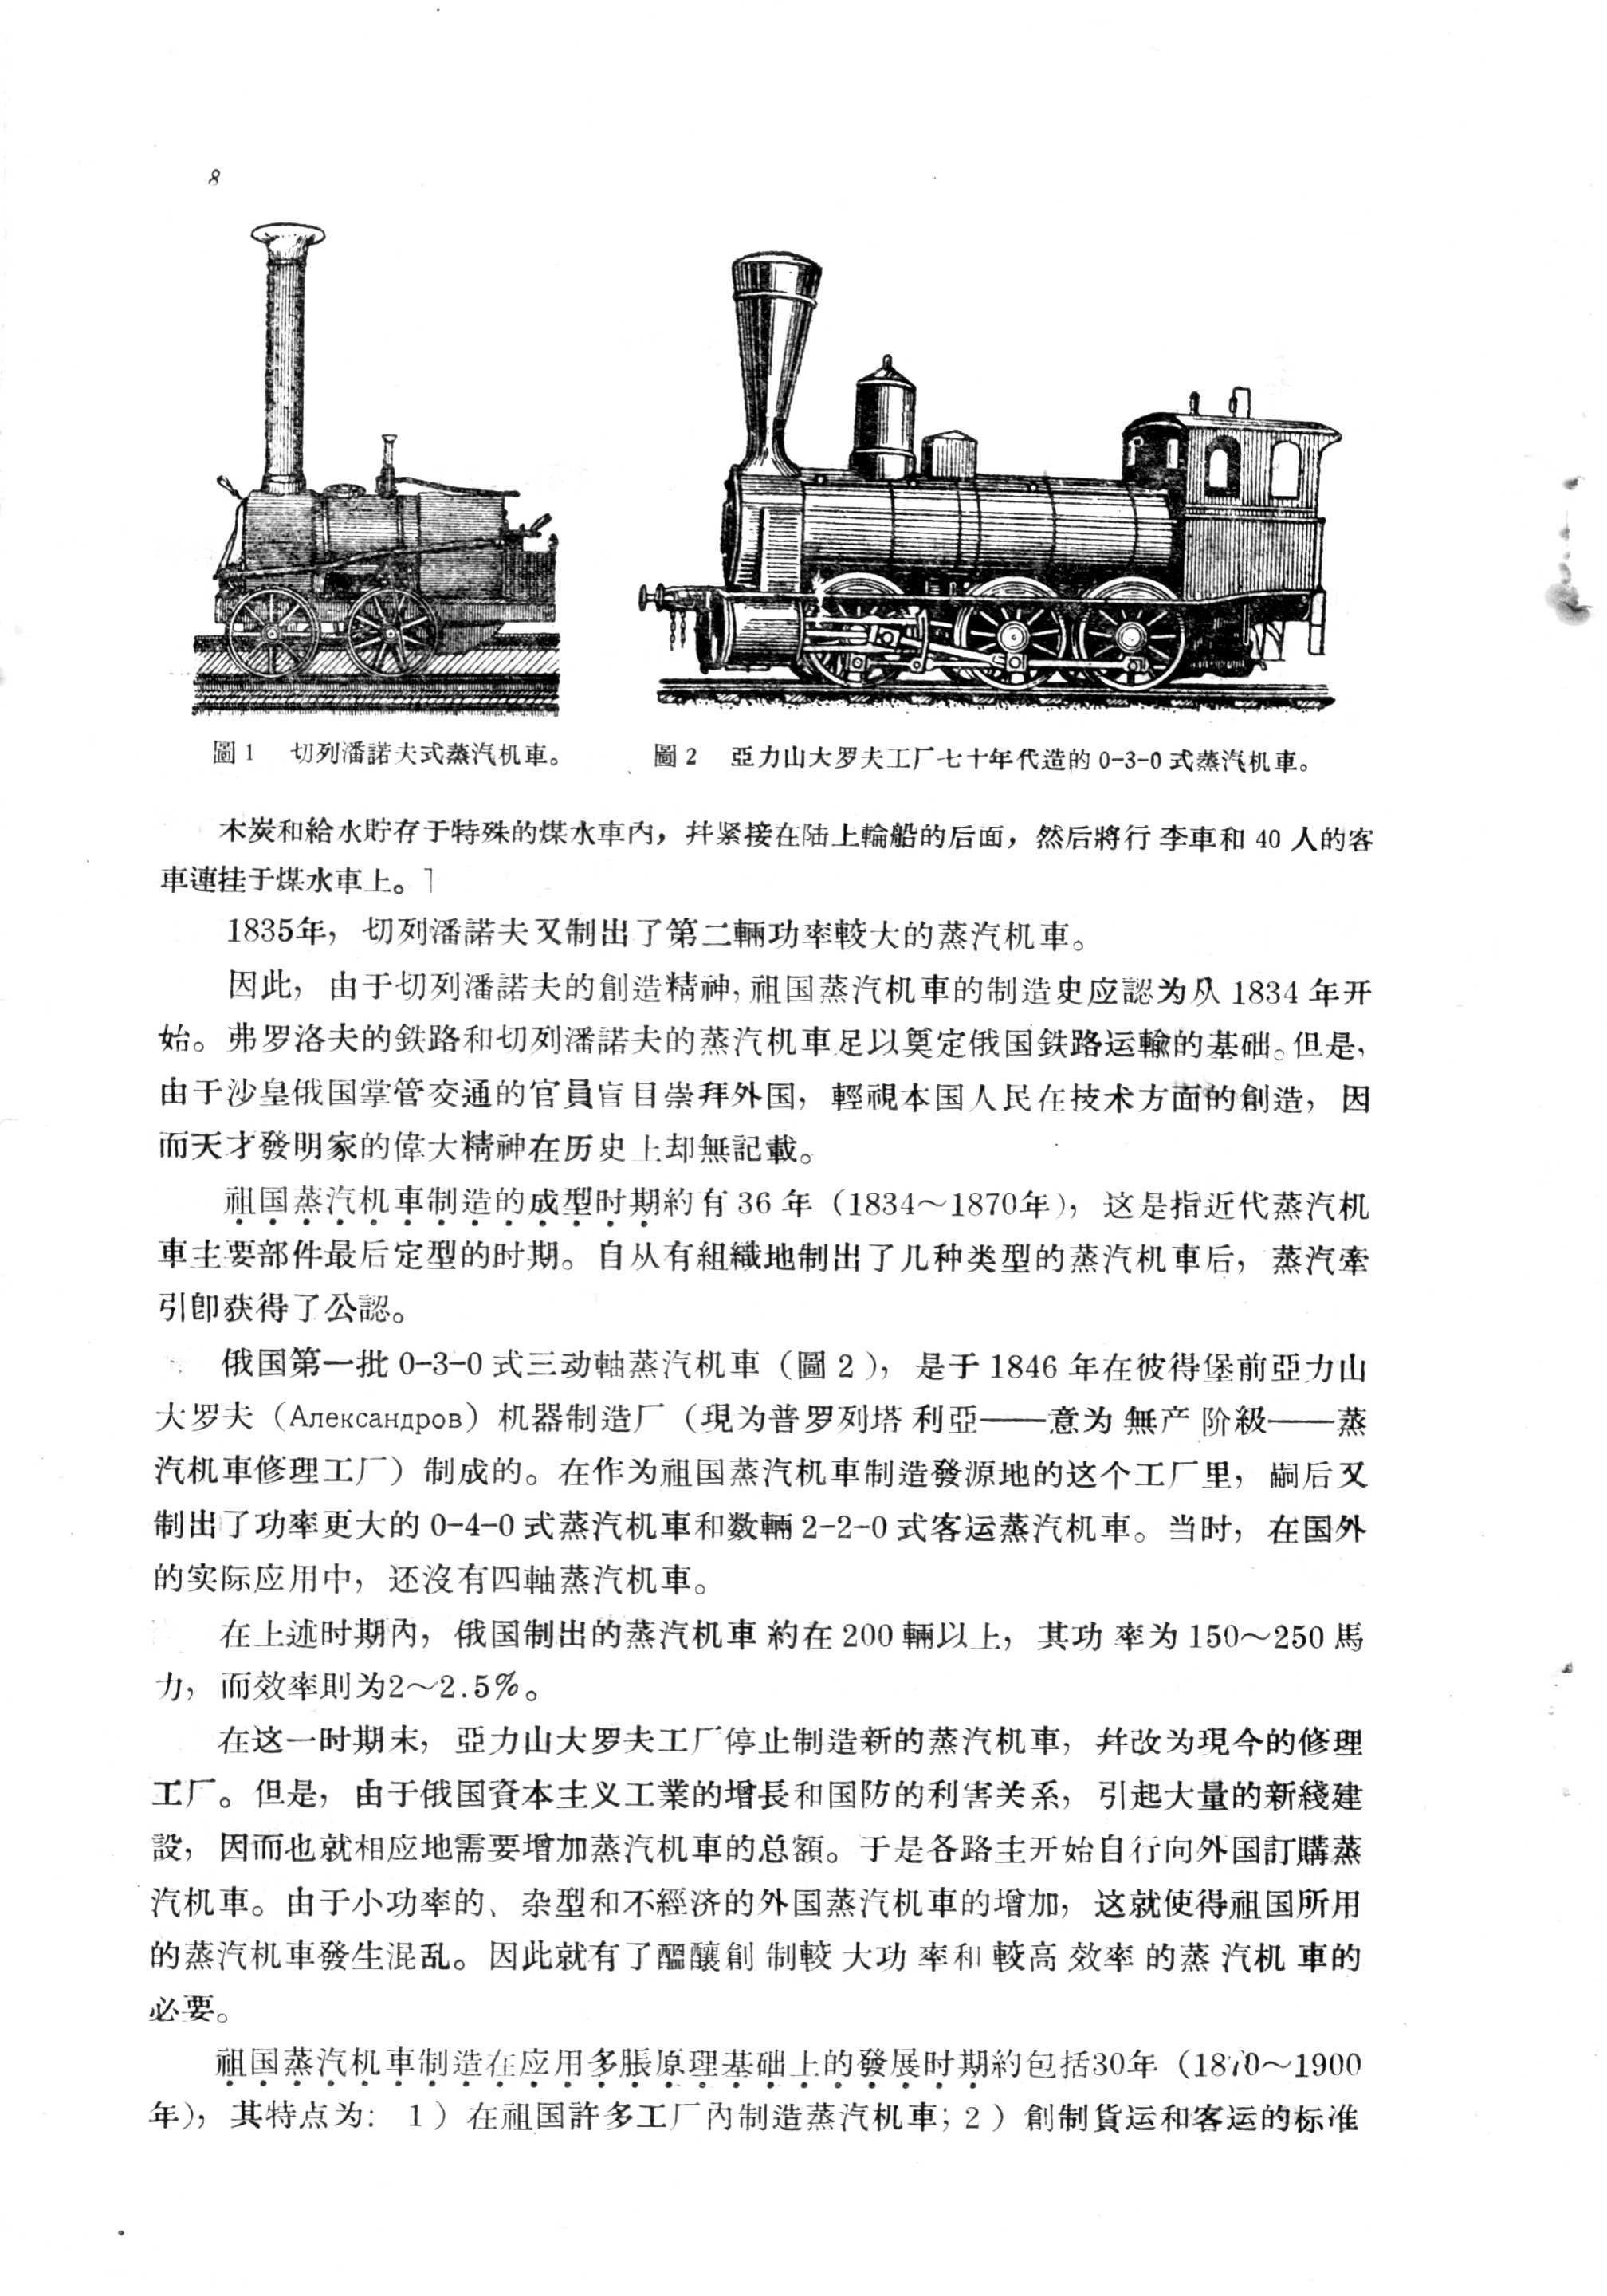 8
圖1 切列潘諾夫式蒸汽机車。
圖2 亞力山大罗夫工厂七十年代造的0-3-0式蒸汽机車。
木炭和給水貯存于特殊的煤水車內，幷紧接在陆上輪船的后面，然后將行李車和40人的客
車連挂于煤水車上。]
1835年，切列潘諾夫又制出了第二輛功率較大的蒸汽机車。
因此，由于切列潘諾夫的創造精神，祖国蒸汽机車的制造史应認为从1834年开
始。弗罗洛夫的鉄路和切列潘諾夫的蒸汽机車足以奠定俄国鉄路运輸的基础。但是，
由于沙皇俄国掌管交通的官員盲目崇拜外国，輕視本国人民在技术方面的創造，因
而天才發明家的偉大精神在历史上却無記載。
祖国蒸汽机車制造的成型时期約有36年（1834～1870年），这是指近代蒸汽机
車主要部件最后定型的时期。自从有組織地制出了几种类型的蒸汽机車后，蒸汽牽
引卽获得了公認。
俄国第一批0-3-0式三动軸蒸汽机車（圖2），是于1846年在彼得堡前亞力山
大罗夫（Александров）机器制造厂（現为普罗列塔利亞——意为無产阶級——蒸
汽机車修理工厂）制成的。在作为祖国蒸汽机車制造發源地的这个工厂里，嗣后又
制出了功率更大的0-4-0式蒸汽机車和数輛2-2-0式客运蒸汽机車。当时，在国外
的实际应用中，还沒有四軸蒸汽机車。
在上述时期內，俄国制出的蒸汽机車約在200輛以上，其功率为150～250馬
力，而效率則为2～2.5%。
在这一时期末，亞力山大罗夫工厂停止制造新的蒸汽机車，幷改为現今的修理
工厂。但是，由于俄国資本主义工業的增長和国防的利害关系，引起大量的新綫建
設，因而也就相应地需要增加蒸汽机車的总額。于是各路主开始自行向外国訂購蒸
汽机車。由于小功率的、杂型和不經济的外国蒸汽机車的增加，这就使得祖国所用
的蒸汽机車發生混乱。因此就有了醞釀創制較大功率和較高效率的蒸汽机車的
必要。
祖国蒸汽机車制造在应用多脹原理基础上的發展时期約包括30年（1870～1900
年），其特点为：1）在祖国許多工厂內制造蒸汽机車；2）創制貨运和客运的标准